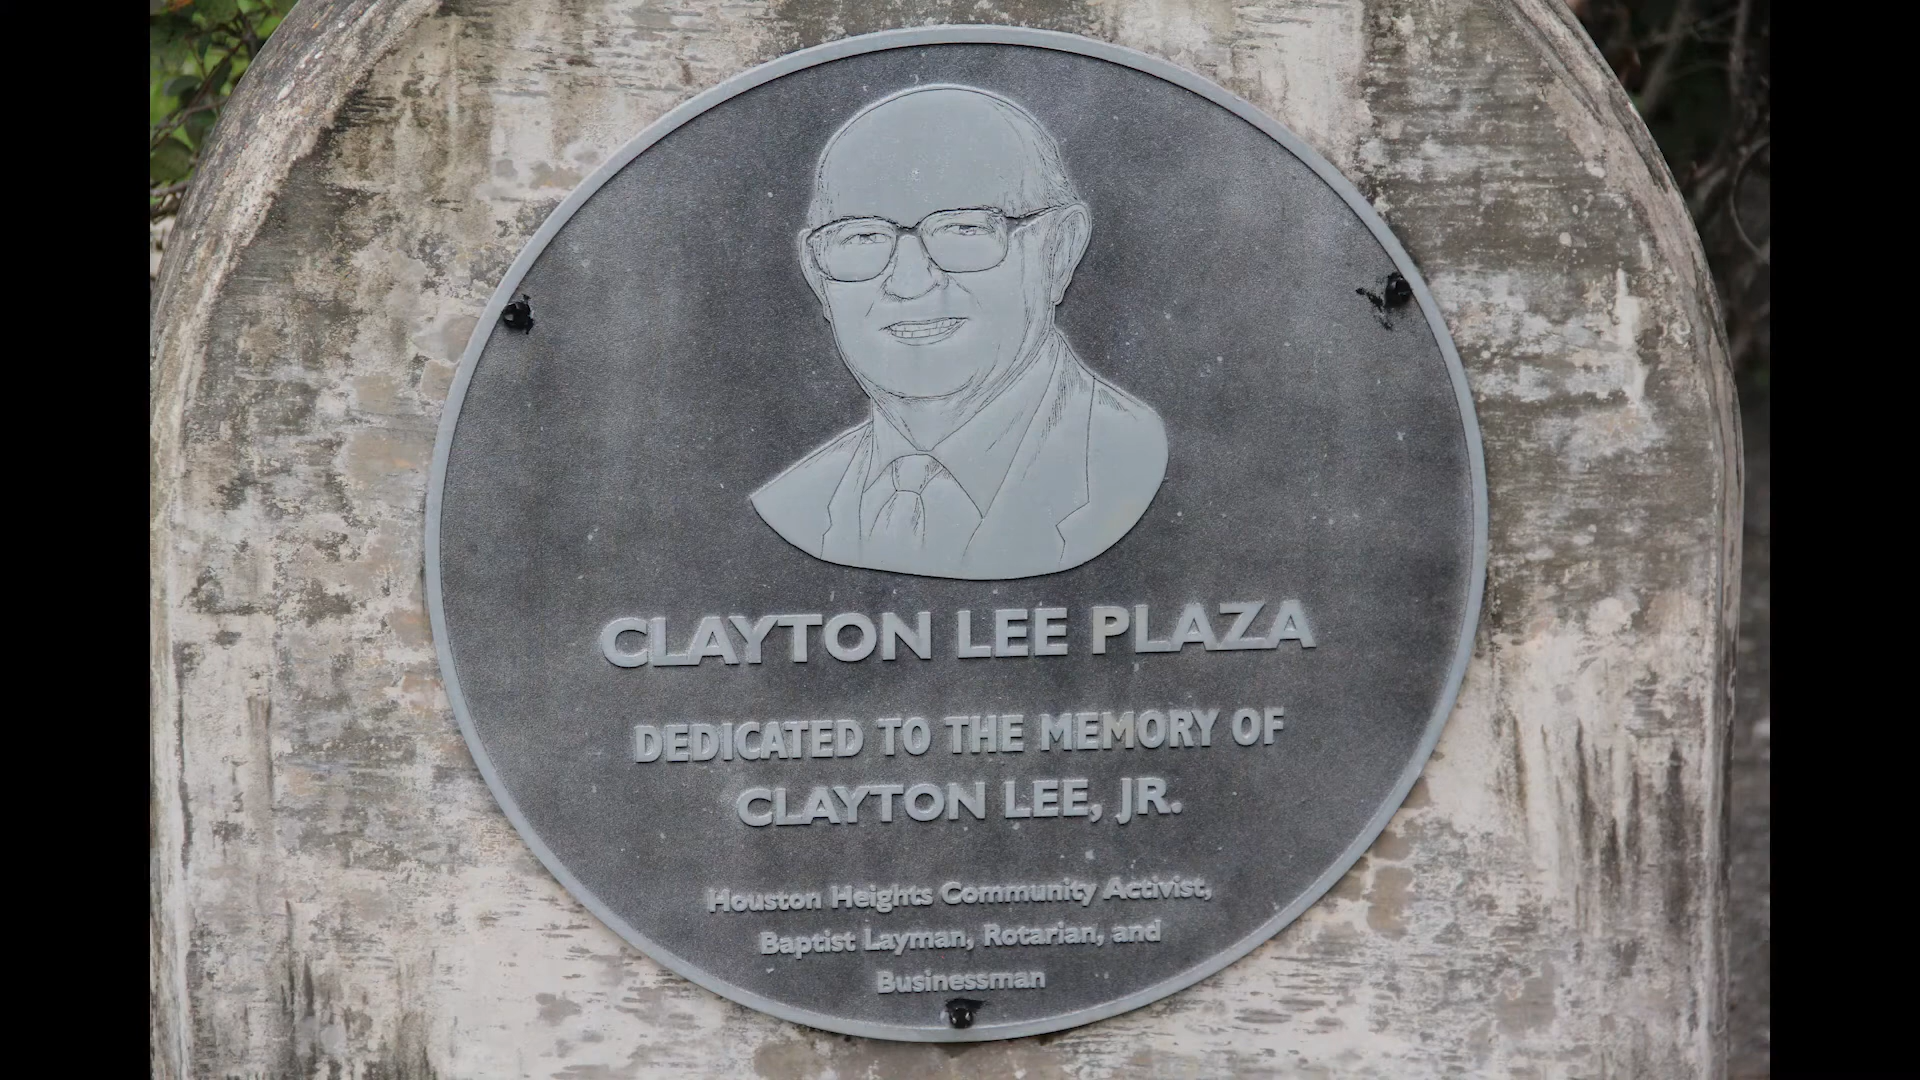 CLAYTON LEE PLAZA
DEDICATED TO THE MEMORY OF
CLAYTON LEE, JR.
Houston Heights Community Activist,
Baptist Layman, Rotarian, and
Businessman